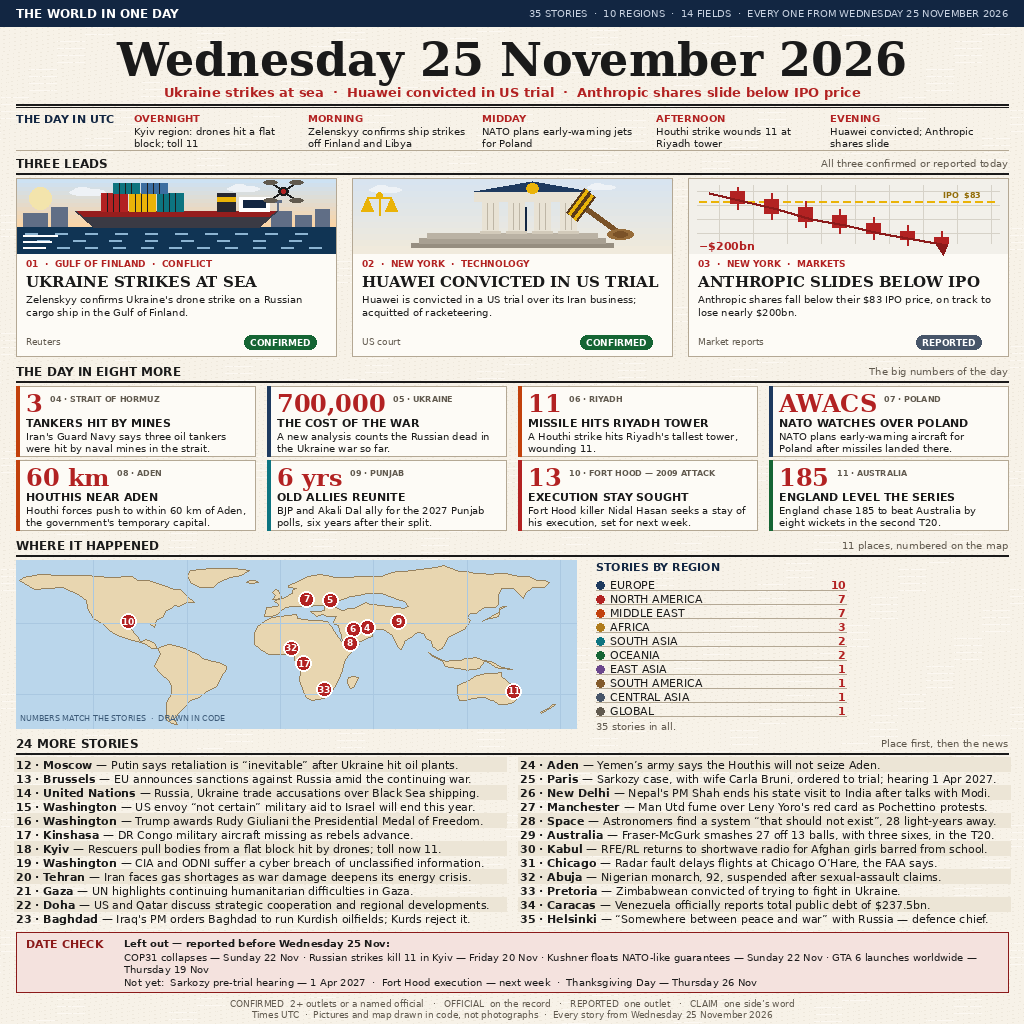 THE WORLD IN ONE DAY
35 STORIES · 10 REGIONS · 14 FIELDS · EVERY ONE FROM WEDNESDAY 25 NOVEMBER 2026
Wednesday 25 November 2026
Ukraine strikes at sea · Huawei convicted in US trial · Anthropic shares slide below IPO price
THE DAY IN UTC
OVERNIGHT
Kyiv region: drones hit a flat
block; toll 11
MORNING
Zelenskyy confirms ship strikes
off Finland and Libya
MIDDAY
NATO plans early-warning jets
for Poland
AFTERNOON
Houthi strike wounds 11 at
Riyadh tower
EVENING
Huawei convicted; Anthropic
shares slide
THREE LEADS
All three confirmed or reported today
01 · GULF OF FINLAND · CONFLICT
UKRAINE STRIKES AT SEA
Zelenskyy confirms Ukraine's drone strike on a Russian
cargo ship in the Gulf of Finland.
Reuters
CONFIRMED
02 · NEW YORK · TECHNOLOGY
HUAWEI CONVICTED IN US TRIAL
Huawei is convicted in a US trial over its Iran business;
acquitted of racketeering.
US court
CONFIRMED
IPO $83
−$200bn
03 · NEW YORK · MARKETS
ANTHROPIC SLIDES BELOW IPO
Anthropic shares fall below their $83 IPO price, on track to
lose nearly $200bn.
Market reports
REPORTED
THE DAY IN EIGHT MORE
The big numbers of the day
3 04 · STRAIT OF HORMUZ
TANKERS HIT BY MINES
Iran's Guard Navy says three oil tankers
were hit by naval mines in the strait.
700,000 05 · UKRAINE
THE COST OF THE WAR
A new analysis counts the Russian dead in
the Ukraine war so far.
11 06 · RIYADH
MISSILE HITS RIYADH TOWER
A Houthi strike hits Riyadh's tallest tower,
wounding 11.
AWACS 07 · POLAND
NATO WATCHES OVER POLAND
NATO plans early-warning aircraft for
Poland after missiles landed there.
60 km 08 · ADEN
HOUTHIS NEAR ADEN
Houthi forces push to within 60 km of Aden,
the government's temporary capital.
6 yrs 09 · PUNJAB
OLD ALLIES REUNITE
BJP and Akali Dal ally for the 2027 Punjab
polls, six years after their split.
13 10 · FORT HOOD — 2009 ATTACK
EXECUTION STAY SOUGHT
Fort Hood killer Nidal Hasan seeks a stay of
his execution, set for next week.
185 11 · AUSTRALIA
ENGLAND LEVEL THE SERIES
England chase 185 to beat Australia by
eight wickets in the second T20.
WHERE IT HAPPENED
11 places, numbered on the map
7
5
10
6
4
9
8
32
17
33
11
NUMBERS MATCH THE STORIES · DRAWN IN CODE
STORIES BY REGION
EUROPE 10
NORTH AMERICA 7
MIDDLE EAST 7
AFRICA 3
SOUTH ASIA 2
OCEANIA 2
EAST ASIA 1
SOUTH AMERICA 1
CENTRAL ASIA 1
GLOBAL 1
35 stories in all.
24 MORE STORIES
Place first, then the news
12 · Moscow — Putin says retaliation is “inevitable” after Ukraine hit oil plants.
13 · Brussels — EU announces sanctions against Russia amid the continuing war.
14 · United Nations — Russia, Ukraine trade accusations over Black Sea shipping.
15 · Washington — US envoy “not certain” military aid to Israel will end this year.
16 · Washington — Trump awards Rudy Giuliani the Presidential Medal of Freedom.
17 · Kinshasa — DR Congo military aircraft missing as rebels advance.
18 · Kyiv — Rescuers pull bodies from a flat block hit by drones; toll now 11.
19 · Washington — CIA and ODNI suffer a cyber breach of unclassified information.
20 · Tehran — Iran faces gas shortages as war damage deepens its energy crisis.
21 · Gaza — UN highlights continuing humanitarian difficulties in Gaza.
22 · Doha — US and Qatar discuss strategic cooperation and regional developments.
23 · Baghdad — Iraq's PM orders Baghdad to run Kurdish oilfields; Kurds reject it.
24 · Aden — Yemen’s army says the Houthis will not seize Aden.
25 · Paris — Sarkozy case, with wife Carla Bruni, ordered to trial; hearing 1 Apr 2027.
26 · New Delhi — Nepal's PM Shah ends his state visit to India after talks with Modi.
27 · Manchester — Man Utd fume over Leny Yoro's red card as Pochettino protests.
28 · Space — Astronomers find a system “that should not exist”, 28 light-years away.
29 · Australia — Fraser-McGurk smashes 27 off 13 balls, with three sixes, in the T20.
30 · Kabul — RFE/RL returns to shortwave radio for Afghan girls barred from school.
31 · Chicago — Radar fault delays flights at Chicago O’Hare, the FAA says.
32 · Abuja — Nigerian monarch, 92, suspended after sexual-assault claims.
33 · Pretoria — Zimbabwean convicted of trying to fight in Ukraine.
34 · Caracas — Venezuela officially reports total public debt of $237.5bn.
35 · Helsinki — “Somewhere between peace and war” with Russia — defence chief.
DATE CHECK
Left out — reported before Wednesday 25 Nov:
COP31 collapses — Sunday 22 Nov · Russian strikes kill 11 in Kyiv — Friday 20 Nov · Kushner floats NATO-like guarantees — Sunday 22 Nov · GTA 6 launches worldwide —
Thursday 19 Nov
Not yet: Sarkozy pre-trial hearing — 1 Apr 2027 · Fort Hood execution — next week · Thanksgiving Day — Thursday 26 Nov
CONFIRMED 2+ outlets or a named official · OFFICIAL on the record · REPORTED one outlet · CLAIM one side’s word
Times UTC · Pictures and map drawn in code, not photographs · Every story from Wednesday 25 November 2026